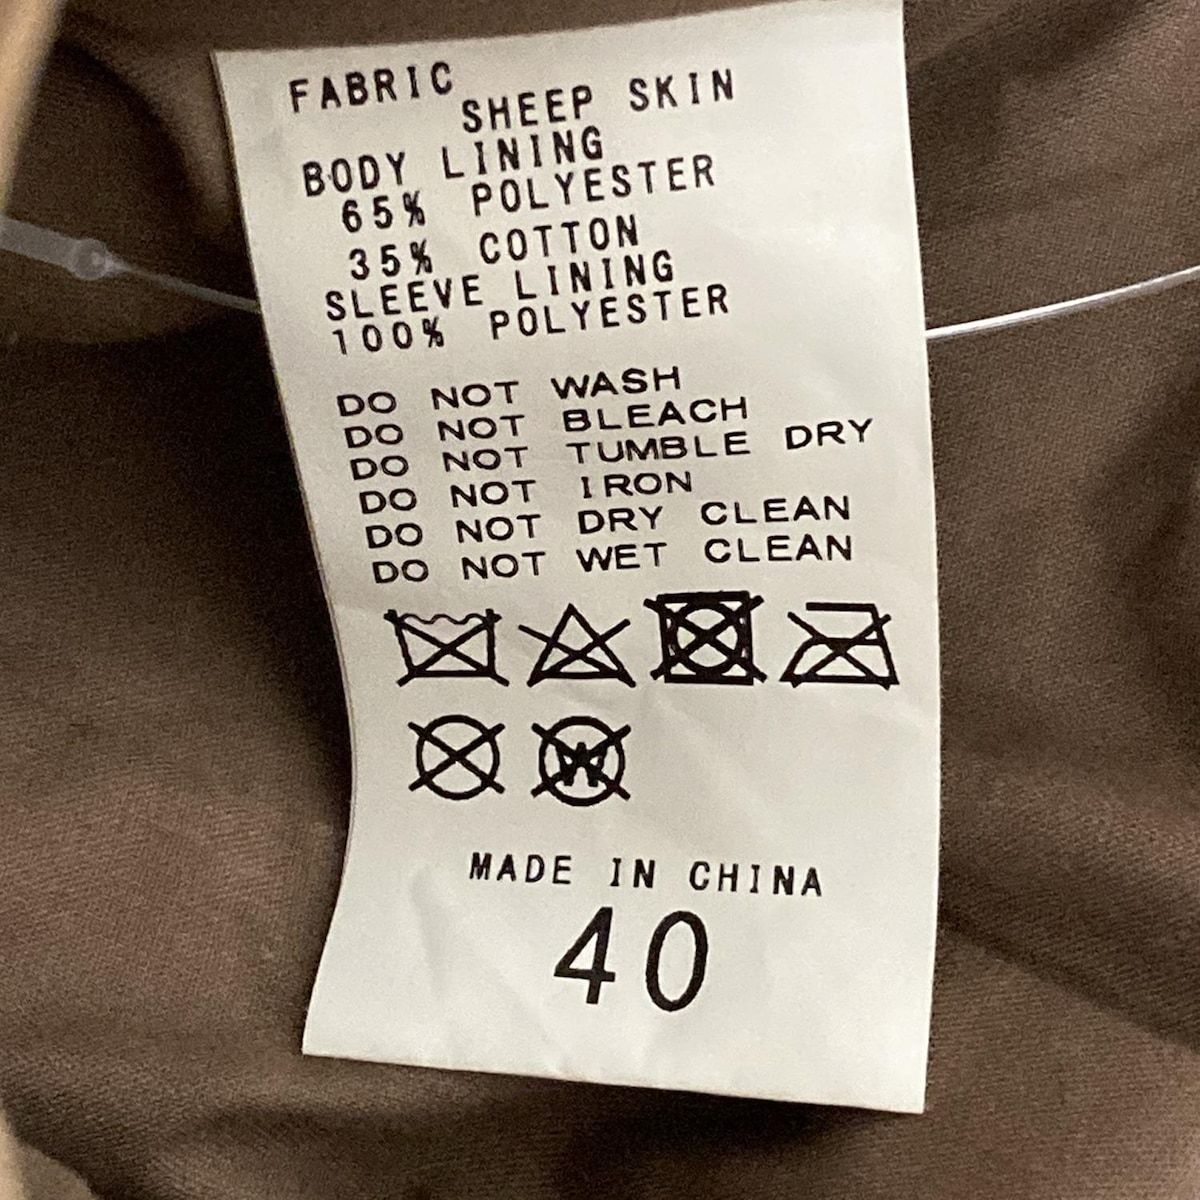 FABRIC
SHEEP SKIN
BODY LINING
65% POLYESTER
35% COTTON
SLEEVE LINING
100% POLYESTER
DO NOT WASH
DO NOT BLEACH
DO NOT TUMBLE DRY
DO NOT IRON
DO NOT DRY CLEAN
DO NOT WET CLEAN
W
MADE IN CHINA
40